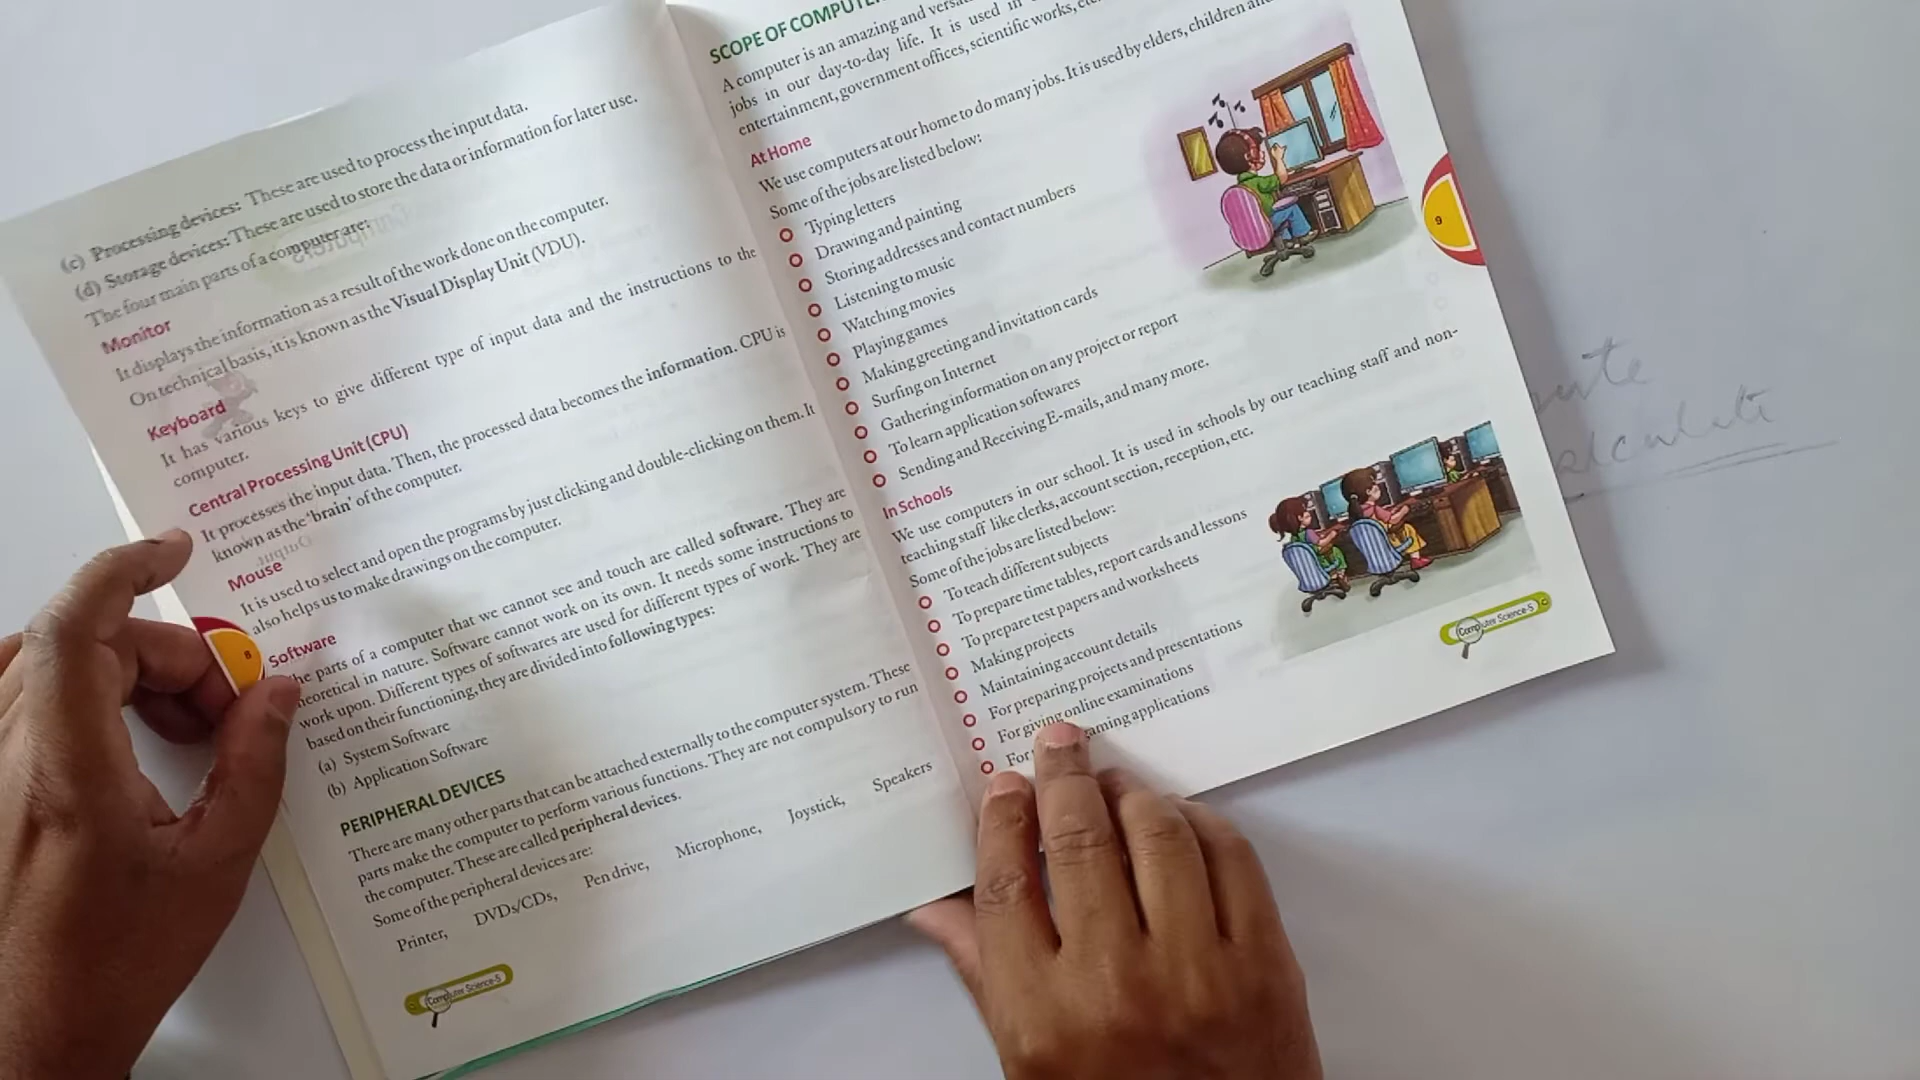 (c) Processing devices: These are used to process the input data.
(d) Storage devices: These are used to store the data or information for later use.
The four main parts of a computer are:
Monitor
It displays the information as a result of the work done on the computer.
On technical basis, it is known as the Visual Display Unit (VDU).
Keyboard
It has various keys to give different type of input data and the instructions to the
computer.
Central Processing Unit (CPU)
It processes the input data. Then, the processed data becomes the information. CPU is
known as the 'brain' of the computer.
Mouse
It is used to select and open the programs by just clicking and double-clicking on them. It
also helps us to make drawings on the computer.
Software
the parts of a computer that we cannot see and touch are called software. They are
heoretical in nature. Software cannot work on its own. It needs some instructions to
work upon. Different types of softwares are used for different types of work. They are
based on their functioning, they are divided into following types:
(a) System Software
(b) Application Software
PERIPHERAL DEVICES
There are many other parts that can be attached externally to the computer system. These
parts make the computer to perform various functions. They are not compulsory to run
the computer. These are called peripheral devices.
Some of the peripheral devices are:
Printer, DVDs/CDs, Pen drive, Microphone, Joystick, Speakers
Computer Science-5
8
SCOPE OF COMPUTER
A computer is an amazing and
jobs in our day-to-day life. It is used in
entertainment, government offices, scientific works, etc.
At Home
We use computers at our home to do many jobs. It is used by elders, children and
Some of the jobs are listed below:
Typing letters
Drawing and painting
Storing addresses and contact numbers
Listening to music
Watching movies
Playing games
Making greeting and invitation cards
Surfing on Internet
Gathering information on any project or report
To learn application softwares
Sending and Receiving E-mails, and many more.
In Schools
We use computers in our school. It is used in schools by our teaching staff and non-
teaching staff like clerks, account section, reception, etc.
Some of the jobs are listed below:
To teach different subjects
To prepare time tables, report cards and lessons
To prepare test papers and worksheets
Making projects
Maintaining account details
For preparing projects and presentations
For giving online examinations
For gaming applications
Computer Science-5
9